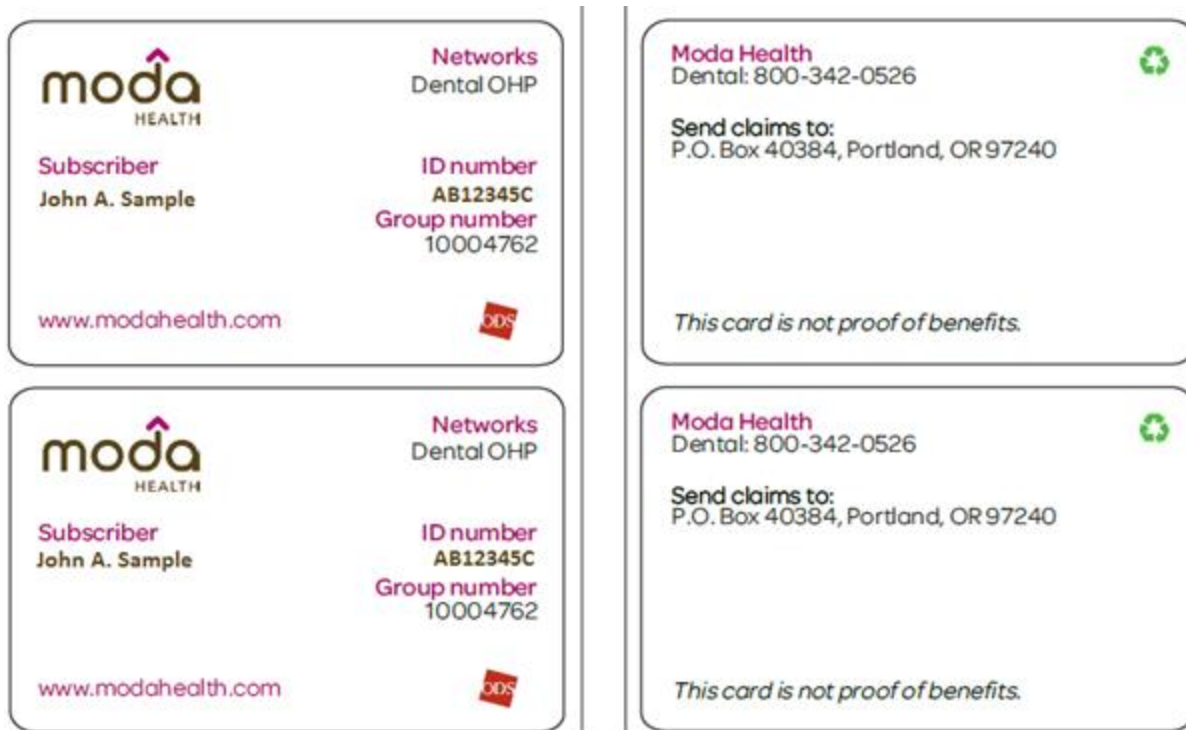 moda
HEALTH
Networks
Dental OHP
Subscriber
John A. Sample
ID number
AB12345C
Group number
10004762
www.modahealth.com
ODS
Moda Health
Dental: 800-342-0526
Send claims to:
P.O. Box 40384, Portland, OR 97240
This card is not proof of benefits.
moda
HEALTH
Networks
Dental OHP
Subscriber
John A. Sample
ID number
AB12345C
Group number
10004762
www.modahealth.com
ODS
Moda Health
Dental: 800-342-0526
Send claims to:
P.O. Box 40384, Portland, OR 97240
This card is not proof of benefits.